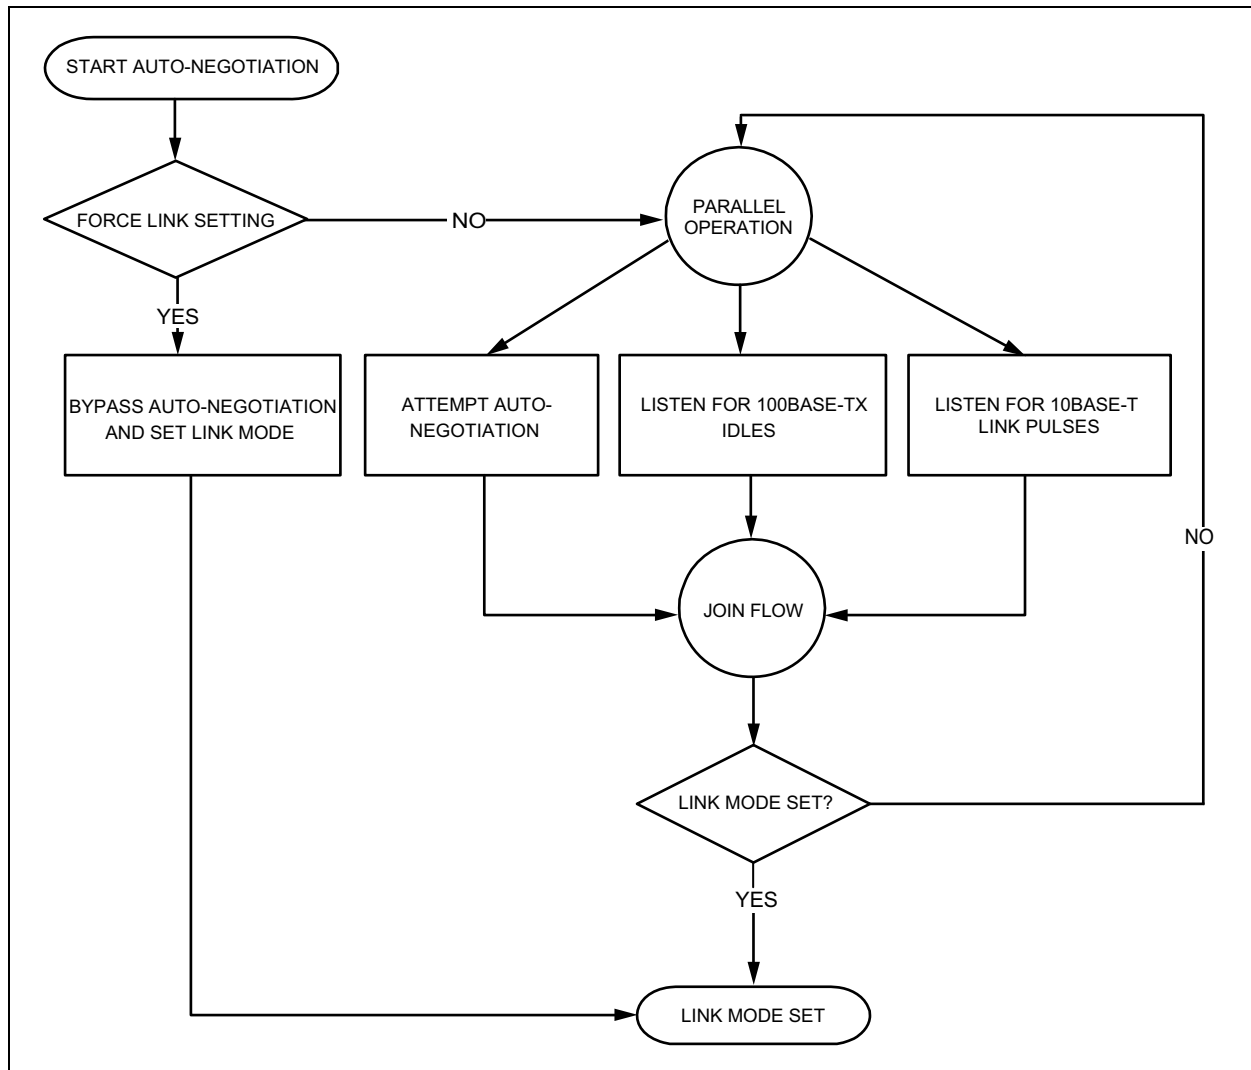 START AUTO-NEGOTIATION
FORCE LINK SETTING
NO
PARALLEL
OPERATION
YES
BYPASS AUTO-NEGOTIATION
AND SET LINK MODE
ATTEMPT AUTO-
NEGOTIATION
LISTEN FOR 100BASE-TX
IDLES
LISTEN FOR 10BASE-T
LINK PULSES
NO
JOIN FLOW
LINK MODE SET?
YES
LINK MODE SET